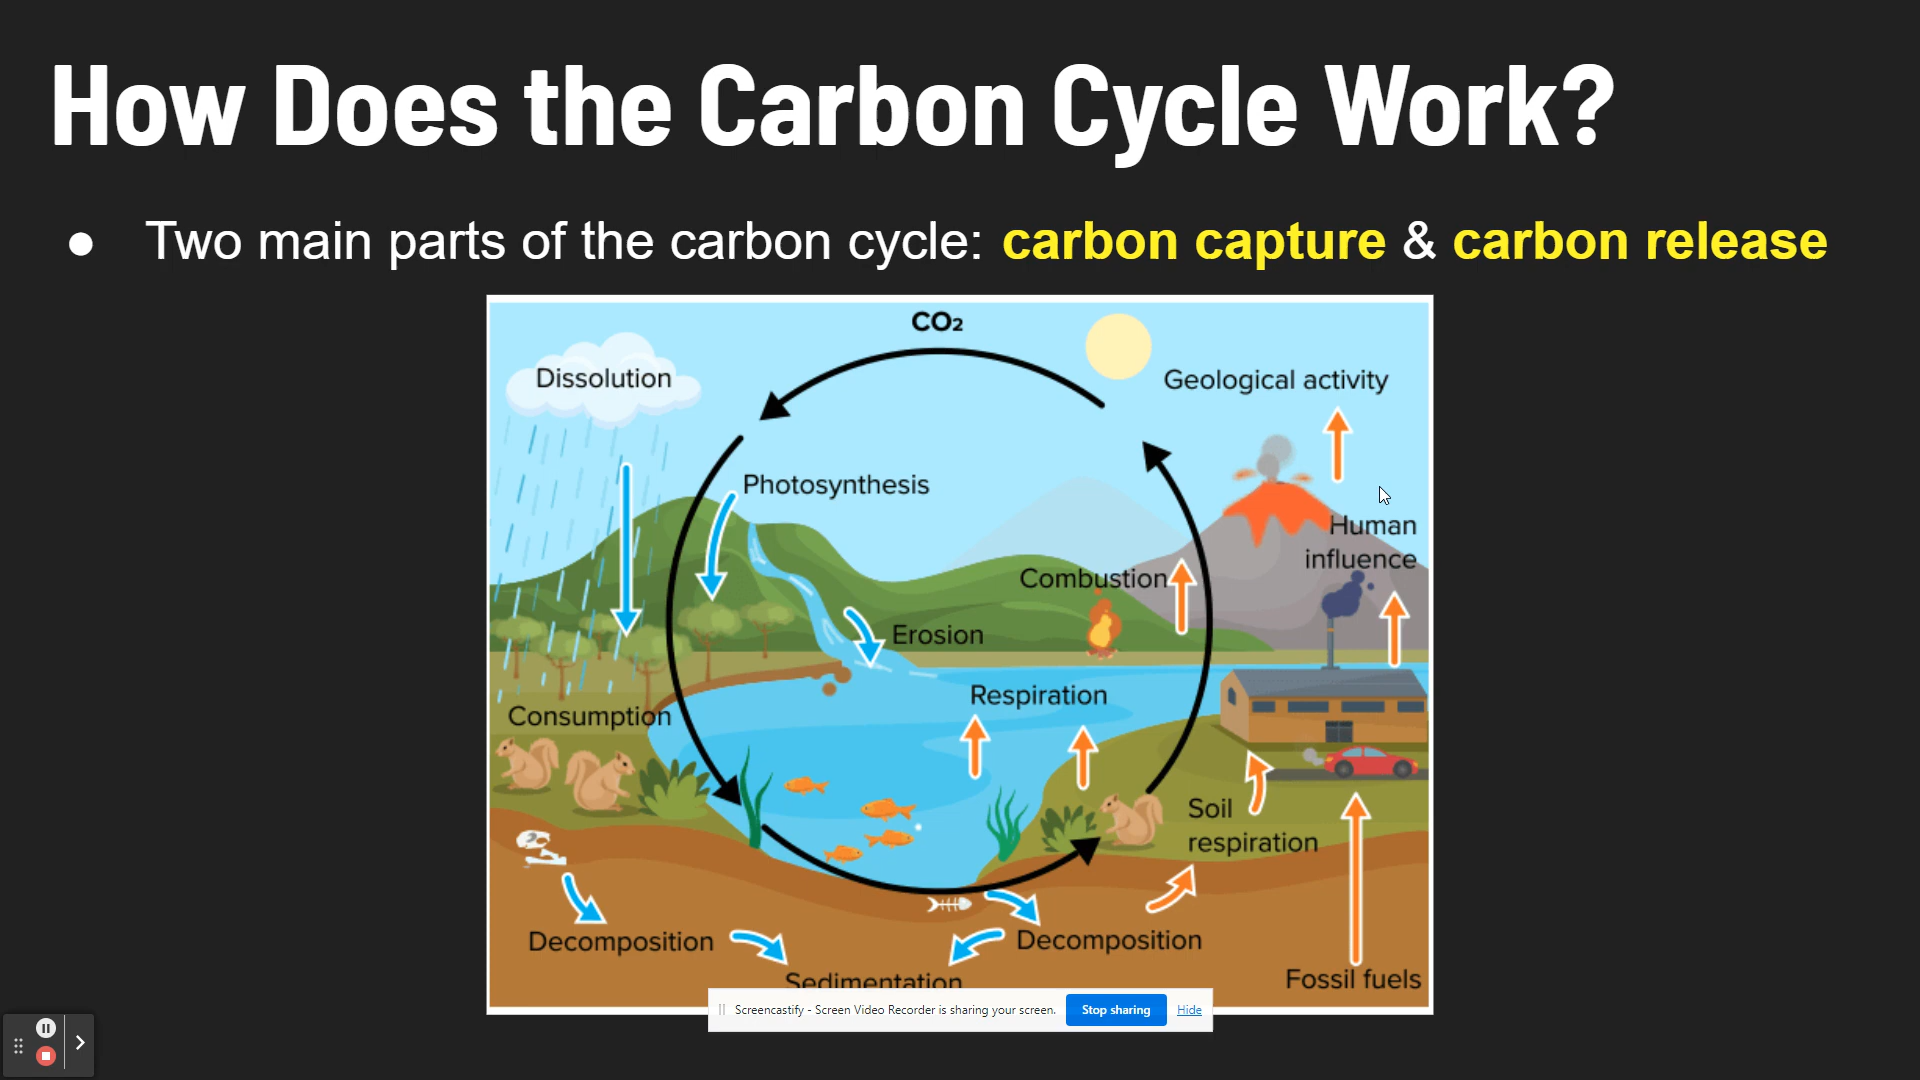 How Does the Carbon Cycle Work?
● Two main parts of the carbon cycle: carbon capture & carbon release
CO₂
Dissolution
Geological activity
Photosynthesis
Human
influence
Combustion
Erosion
Respiration
Consumption
Soil
respiration
Decomposition
Decomposition
Sedimentation
Fossil fuels
Screencastify - Screen Video Recorder is sharing your screen. Stop sharing Hide